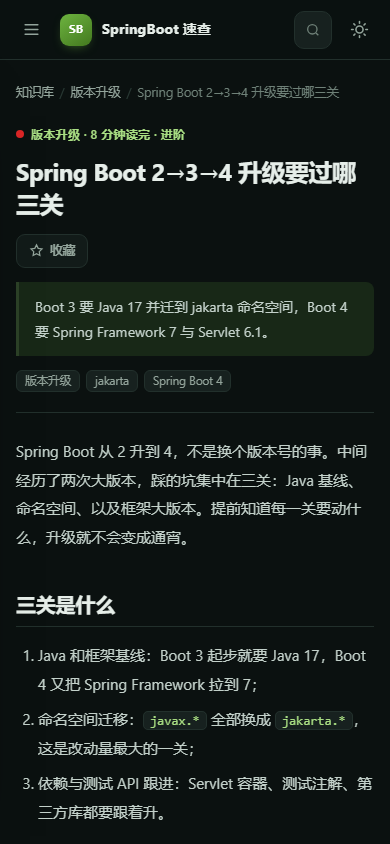 SB SpringBoot 速查
知识库 / 版本升级 / Spring Boot 2→3→4 升级要过哪三关
版本升级 · 8 分钟读完 · 进阶
Spring Boot 2→3→4 升级要过哪
三关
收藏
Boot 3 要 Java 17 并迁到 jakarta 命名空间，Boot 4
要 Spring Framework 7 与 Servlet 6.1。
版本升级 jakarta Spring Boot 4
Spring Boot 从 2 升到 4，不是换个版本号的事。中间
经历了两次大版本，踩的坑集中在三关：Java 基线、
命名空间、以及框架大版本。提前知道每一关要动什
么，升级就不会变成通宵。
三关是什么
1. Java 和框架基线：Boot 3 起步就要 Java 17，Boot
4 又把 Spring Framework 拉到 7；
2. 命名空间迁移：javax.* 全部换成 jakarta.*，
这是改动量最大的一关；
3. 依赖与测试 API 跟进：Servlet 容器、测试注解、第
三方库都要跟着升。